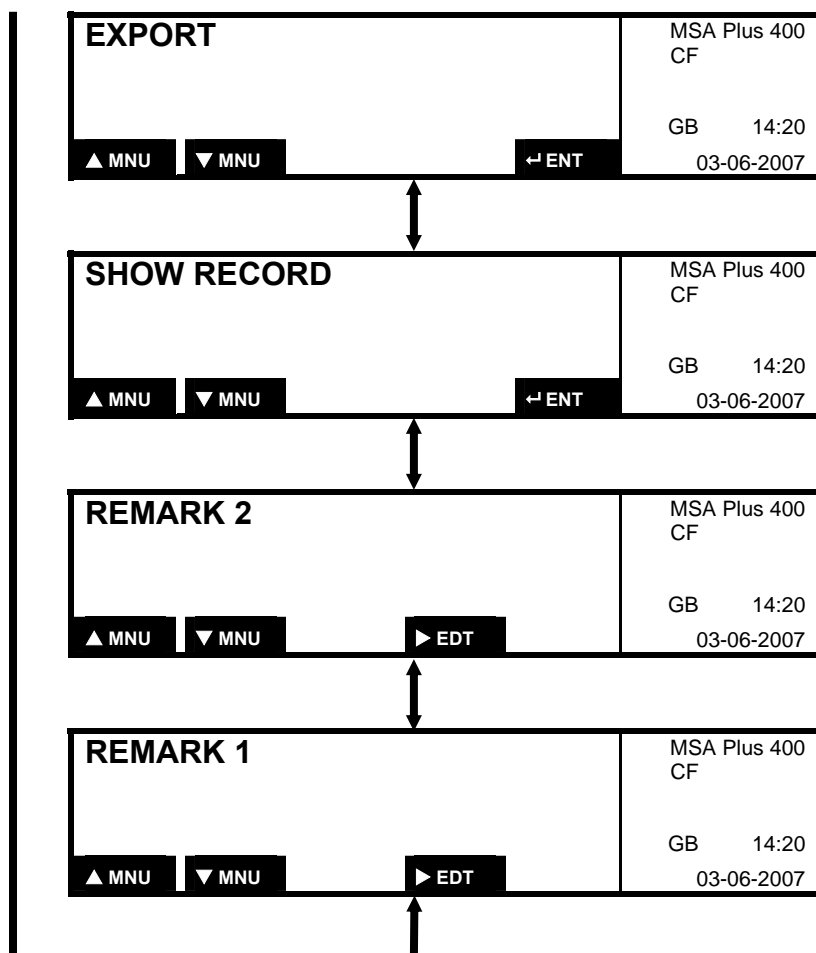 EXPORT
MSA Plus 400
CF
GB 14:20
▲ MNU ▼ MNU ↵ ENT 03-06-2007
SHOW RECORD
MSA Plus 400
CF
GB 14:20
▲ MNU ▼ MNU ↵ ENT 03-06-2007
REMARK 2
MSA Plus 400
CF
GB 14:20
▲ MNU ▼ MNU ▶ EDT 03-06-2007
REMARK 1
MSA Plus 400
CF
GB 14:20
▲ MNU ▼ MNU ▶ EDT 03-06-2007